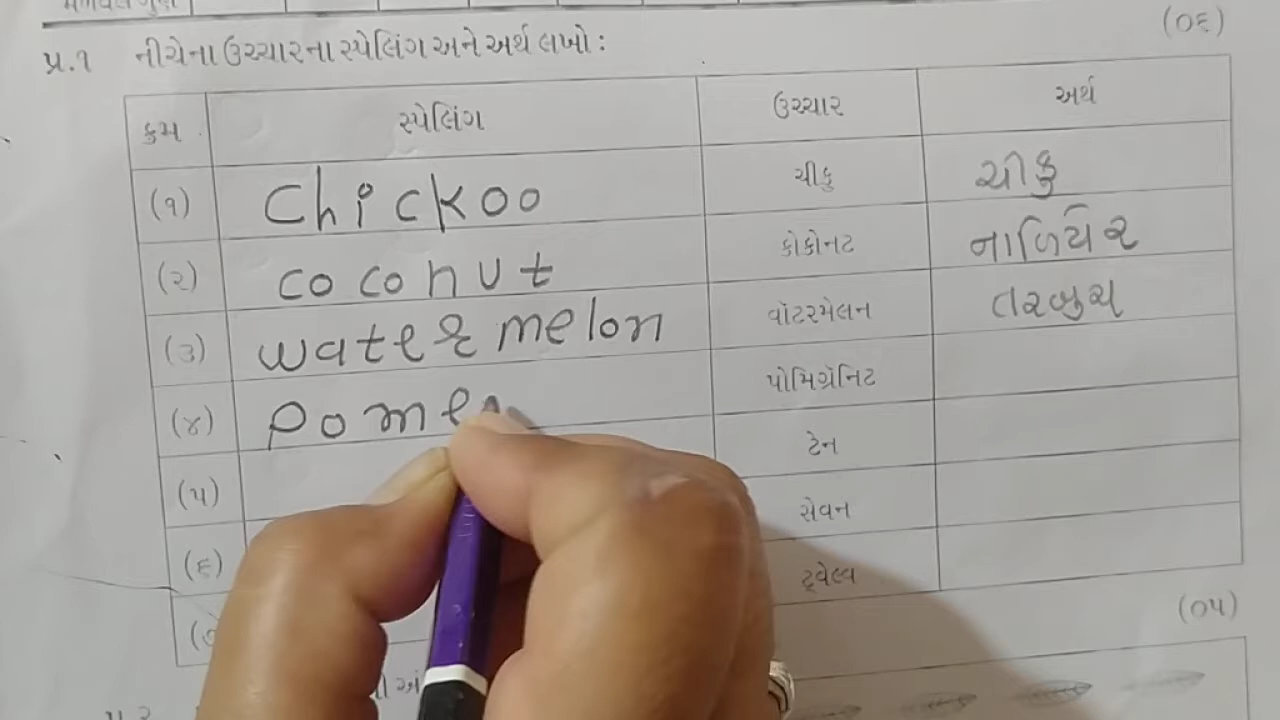 (૦૬)
પ્ર.૧ નીચેના ઉચ્ચારના સ્પેલિંગ અને અર્થ લખો :
ક્રમ સ્પેલિંગ ઉચ્ચાર અર્થ
(૧) Chickoo ચીકુ ચીકુ
(૨) coconut કોકોનટ નાળિયેર
(૩) watermelon વૉટરમેલન તરબુચ
(૪) pome પોમિગ્રૅનિટ
(૫) ટેન
(૬) સેવન
ટ્વેલ્વ
(૦૫)